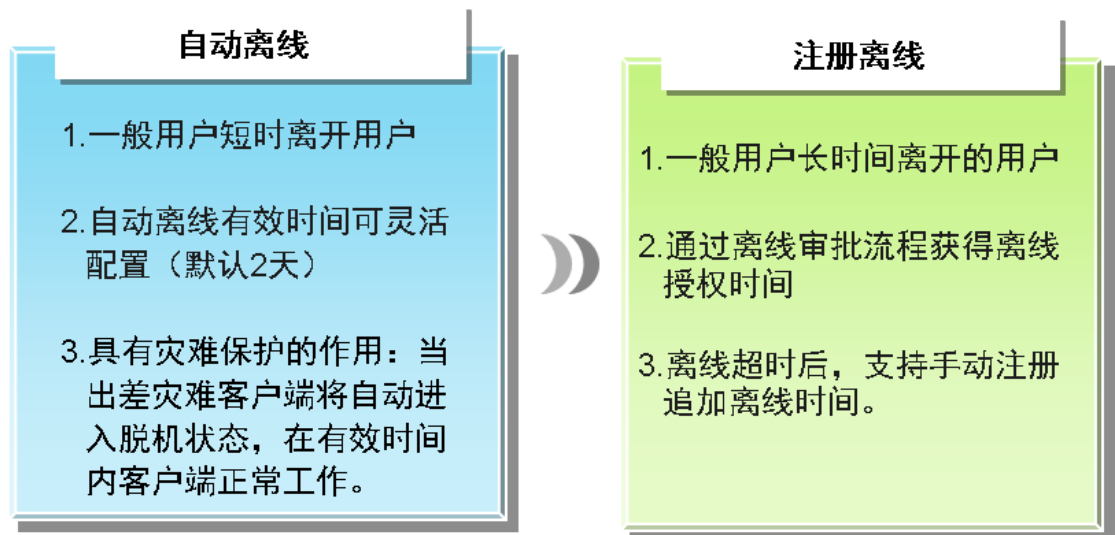 自动离线
1.一般用户短时离开用户
2.自动离线有效时间可灵活
配置（默认2天）
3.具有灾难保护的作用：当
出差灾难客户端将自动进
入脱机状态，在有效时间
内客户端正常工作。
注册离线
1.一般用户长时间离开的用户
2.通过离线审批流程获得离线
授权时间
3.离线超时后，支持手动注册
追加离线时间。